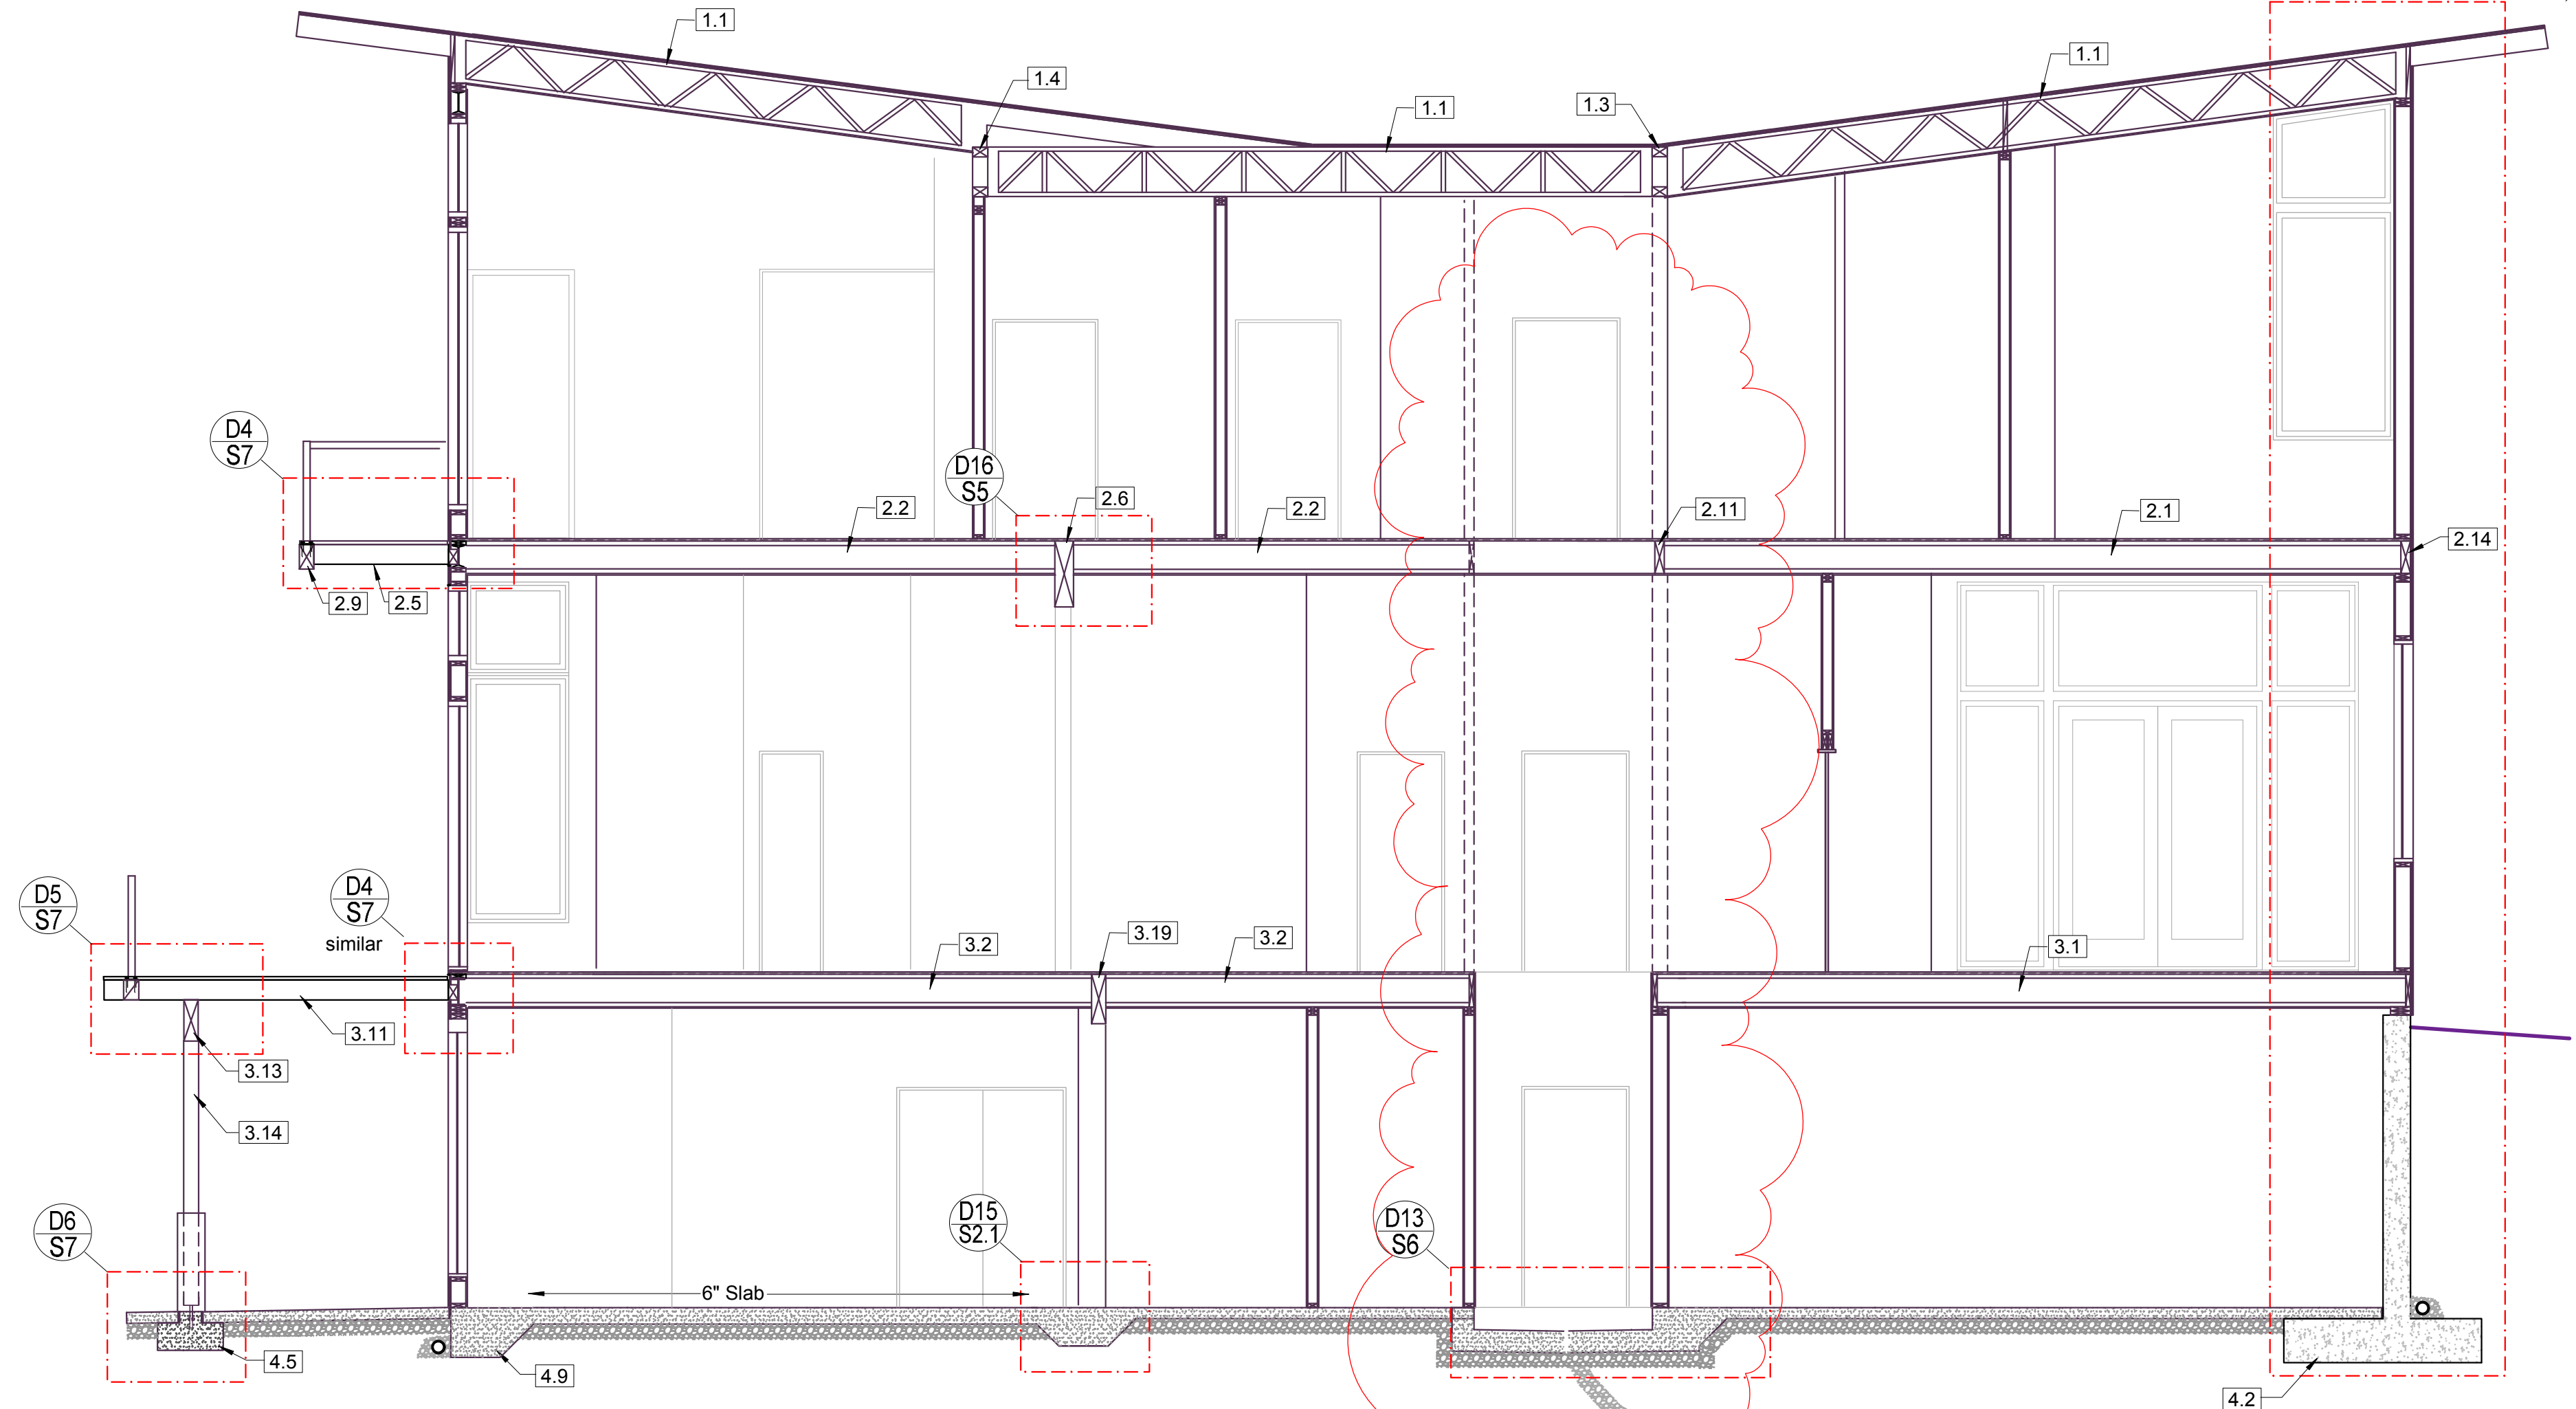 1.1
1.4
1.1
1.3
1.1
D4
S7
D16
S5
2.6
2.2
2.2
2.11
2.1
2.14
2.9
2.5
D5
S7
D4
S7
similar
3.2
3.19
3.2
3.1
3.11
3.13
3.14
D6
S7
D15
S2.1
D13
S6
6" Slab
4.5
4.9
4.2